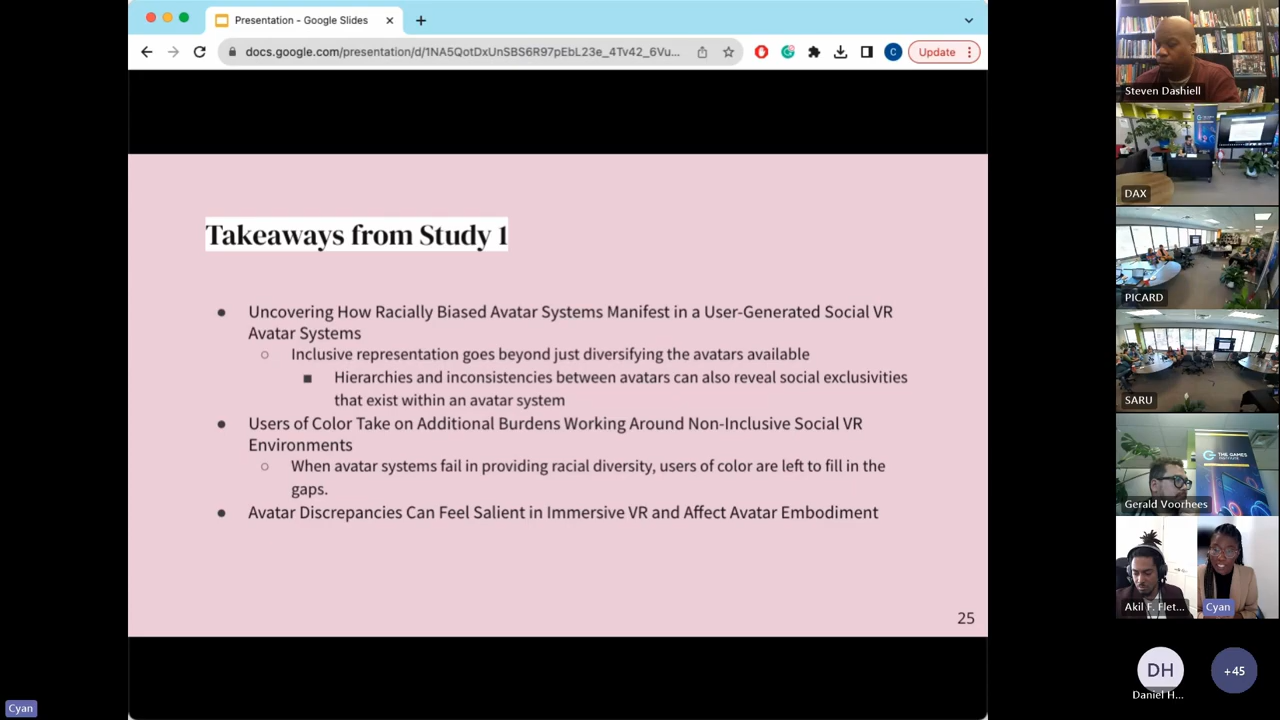 Presentation - Google Slides
docs.google.com/presentation/d/1NA5QotDxUnSBS6R97pEbL23e_4Tv42_6Vu...
C
Update
Takeaways from Study 1
● Uncovering How Racially Biased Avatar Systems Manifest in a User-Generated Social VR
Avatar Systems
○ Inclusive representation goes beyond just diversifying the avatars available
■ Hierarchies and inconsistencies between avatars can also reveal social exclusivities
that exist within an avatar system
● Users of Color Take on Additional Burdens Working Around Non-Inclusive Social VR
Environments
○ When avatar systems fail in providing racial diversity, users of color are left to fill in the
gaps.
● Avatar Discrepancies Can Feel Salient in Immersive VR and Affect Avatar Embodiment
25
Cyan
Steven Dashiell
DAX
PICARD
SARU
THE GAMES
INSTITUTE
Gerald Voorhees
Akil F. Flet...
Cyan
DH
Daniel H...
+45